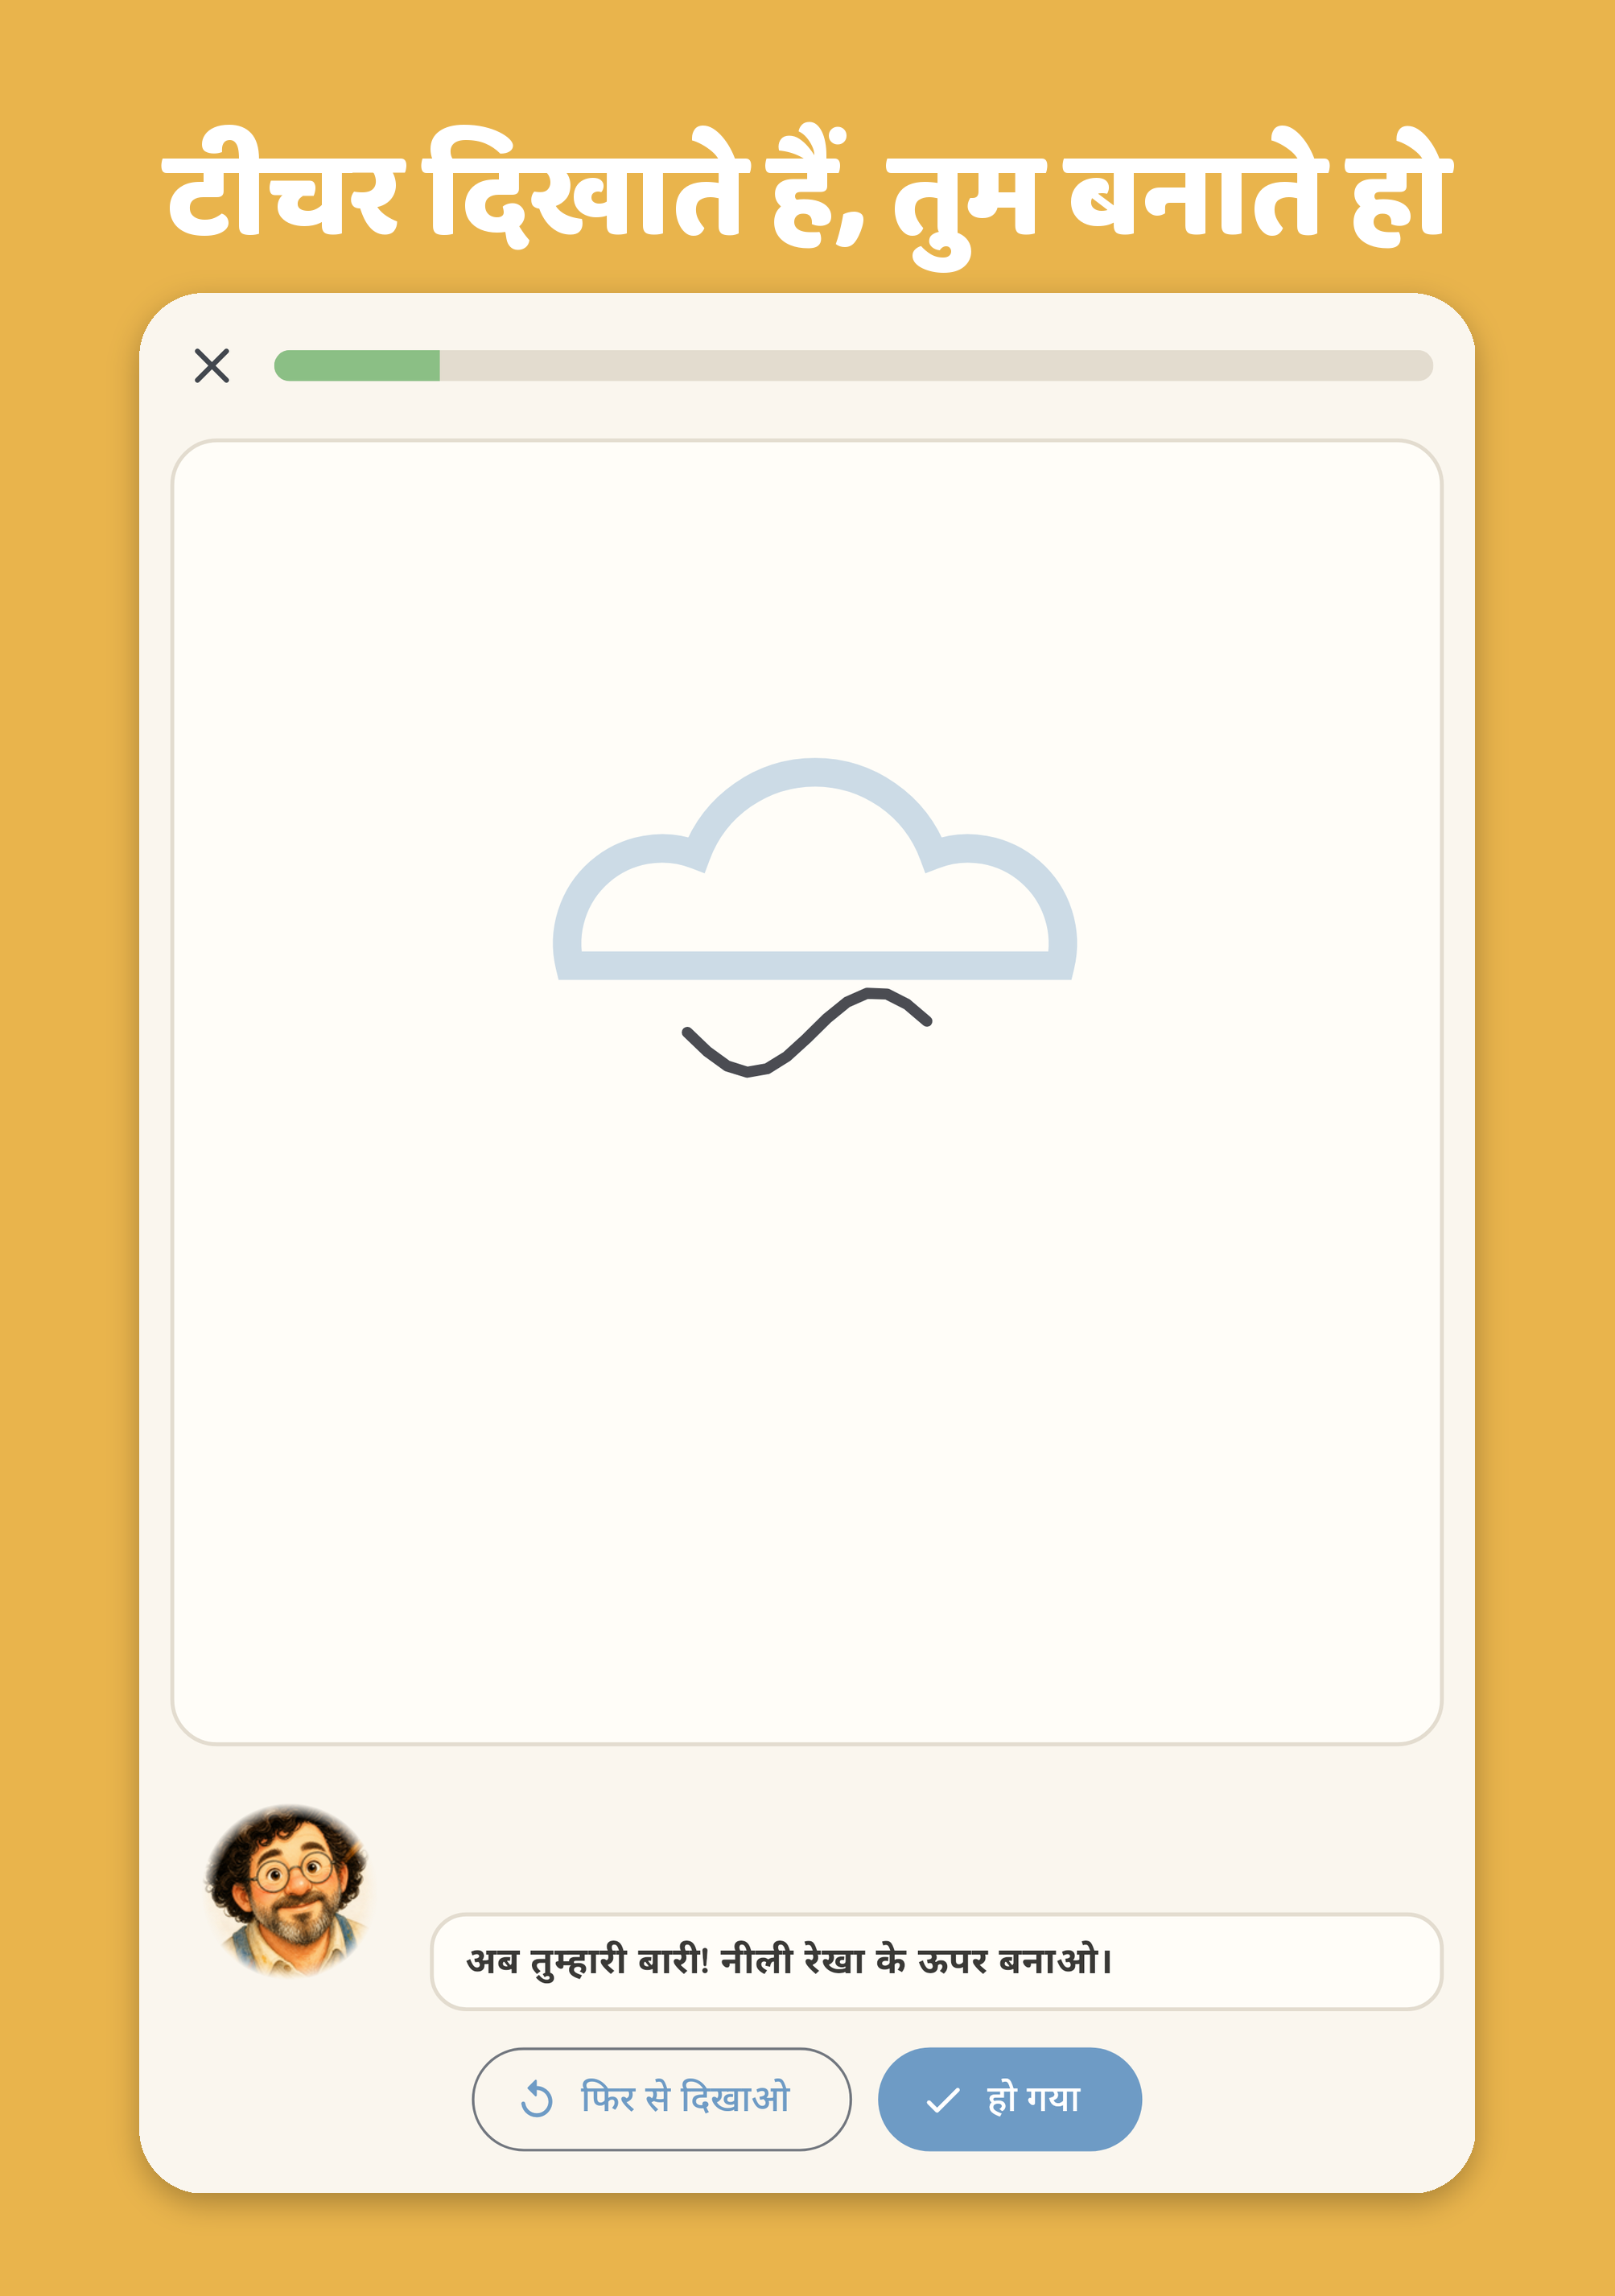 टीचर दिखाते हैं, तुम बनाते हो
अब तुम्हारी बारी! नीली रेखा के ऊपर बनाओ।
फिर से दिखाओ
हो गया